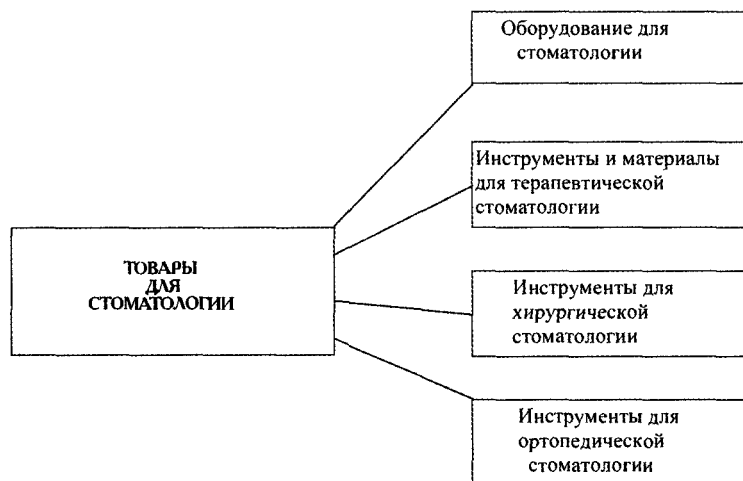 Оборудование для
стоматологии
Инструменты и материалы
для терапевтической
стоматологии
ТОВАРЫ
ДЛЯ
СТОМАТОЛОГИИ
Инструменты для
хирургической
стоматологии
Инструменты для
ортопедической
стоматологии